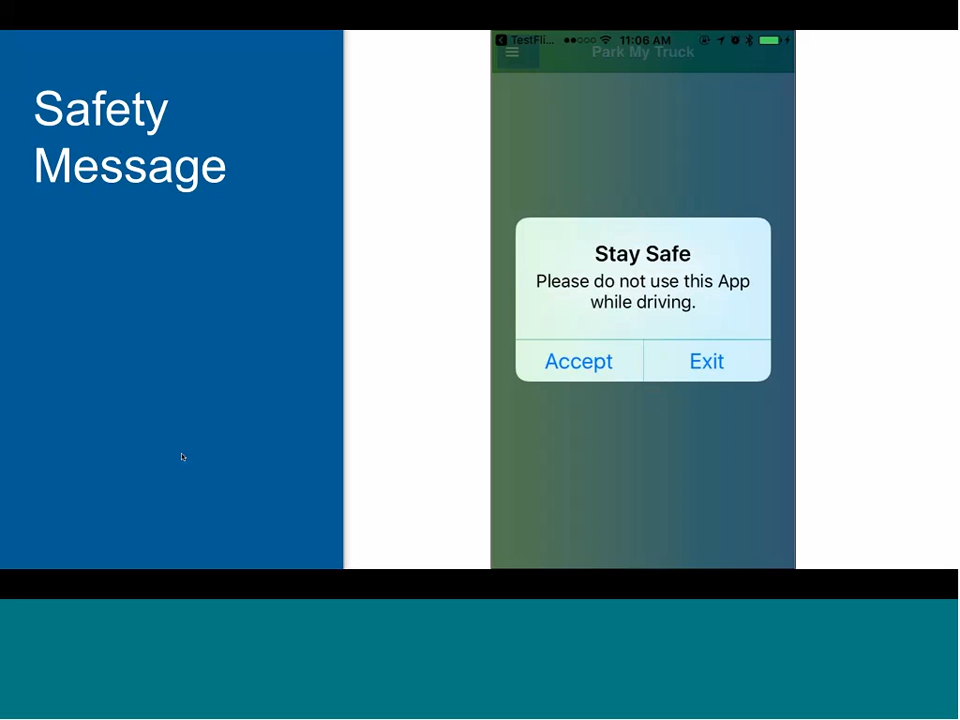 Safety
Message
TestFli... 11:06 AM
Park My Truck
Stay Safe
Please do not use this App
while driving.
Accept Exit